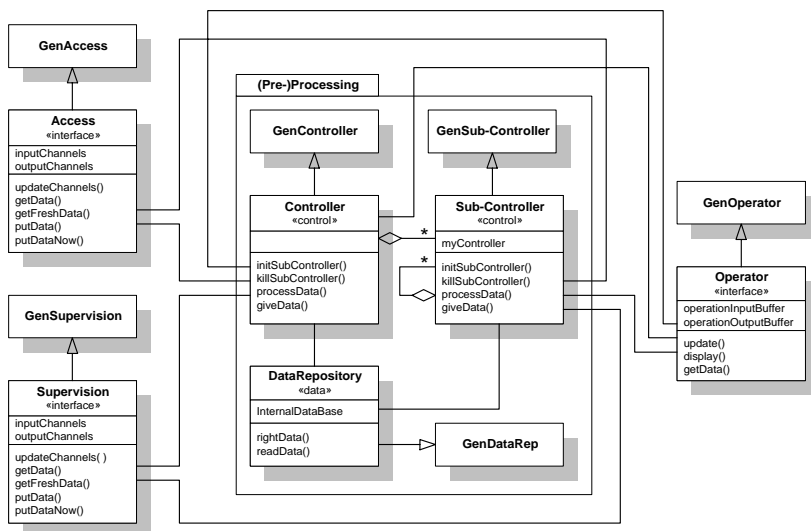 GenAccess
Access
«interface»
inputChannels
outputChannels
updateChannels()
getData()
getFreshData()
putData()
putDataNow()
GenSupervision
Supervision
«interface»
inputChannels
outputChannels
updateChannels( )
getData()
getFreshData()
putData()
putDataNow()
(Pre-)Processing
GenController
Controller
«control»
initSubController()
killSubController()
processData()
giveData()
GenSub-Controller
Sub-Controller
«control»
myController
initSubController()
killSubController()
processData()
giveData()
*
*
DataRepository
«data»
InternalDataBase
rightData()
readData()
GenDataRep
GenOperator
Operator
«interface»
operationInputBuffer
operationOutputBuffer
update()
display()
getData()